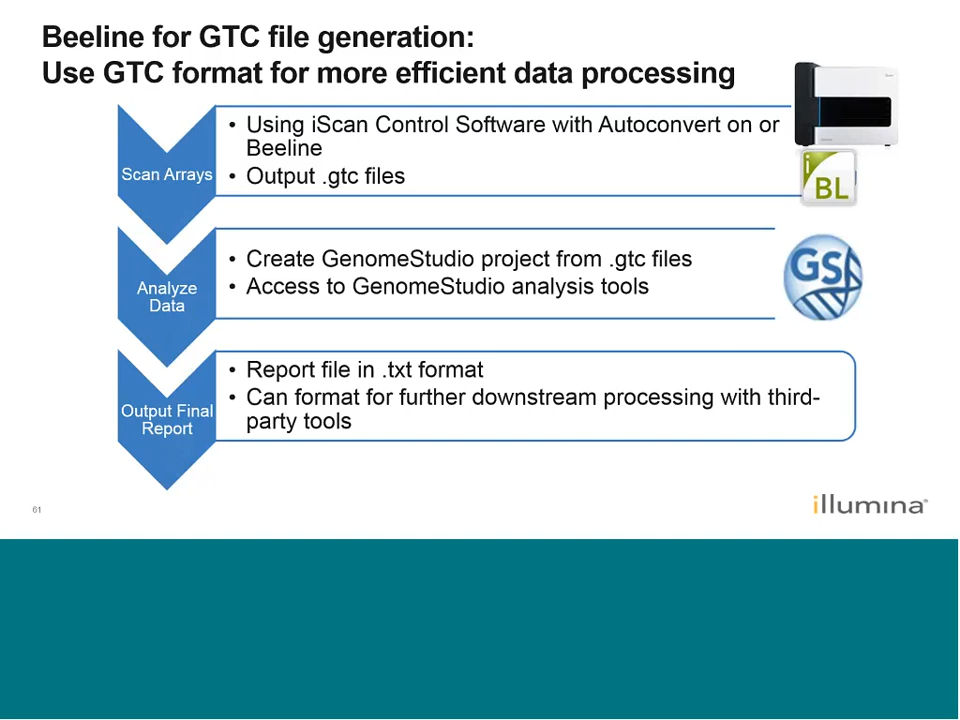 Beeline for GTC file generation:
Use GTC format for more efficient data processing
Scan Arrays
• Using iScan Control Software with Autoconvert on or
Beeline
• Output .gtc files
i
BL
Analyze
Data
• Create GenomeStudio project from .gtc files
• Access to GenomeStudio analysis tools
GS
Output Final
Report
• Report file in .txt format
• Can format for further downstream processing with third-
party tools
61
illumina®